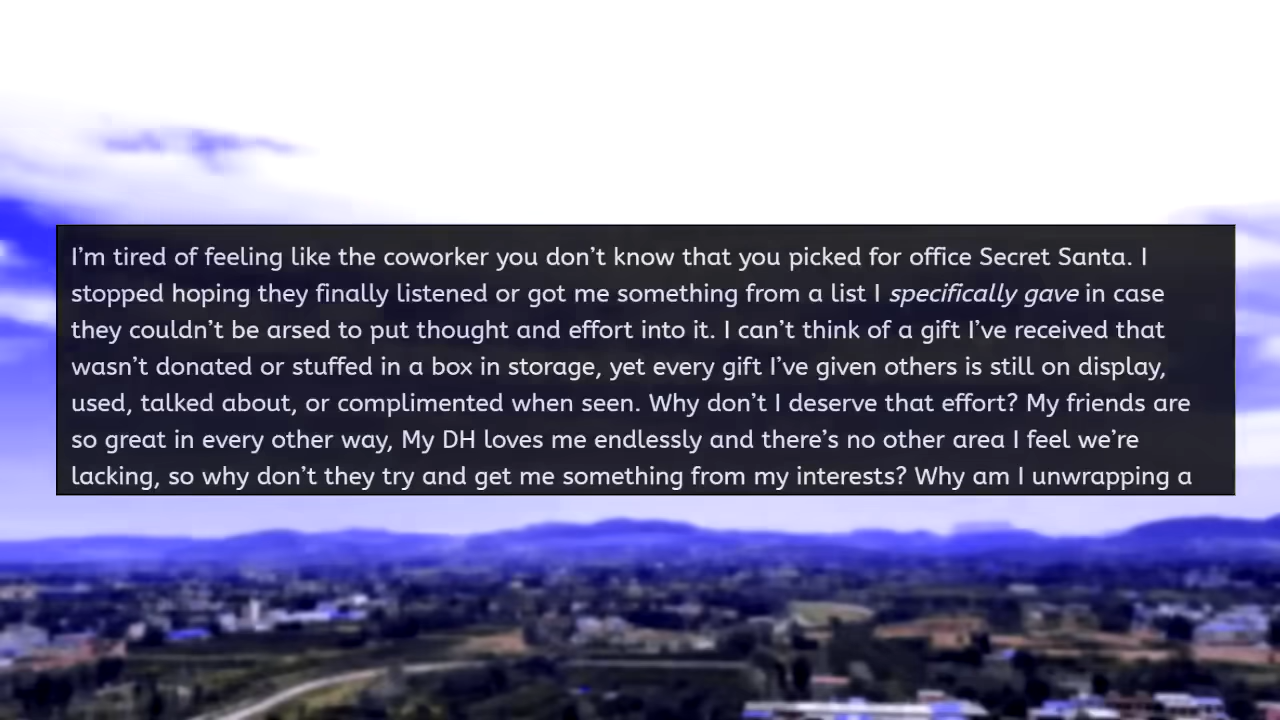 I'm tired of feeling like the coworker you don't know that you picked for office Secret Santa. I
stopped hoping they finally listened or got me something from a list I specifically gave in case
they couldn't be arsed to put thought and effort into it. I can't think of a gift I've received that
wasn't donated or stuffed in a box in storage, yet every gift I've given others is still on display,
used, talked about, or complimented when seen. Why don't I deserve that effort? My friends are
so great in every other way, My DH loves me endlessly and there's no other area I feel we're
lacking, so why don't they try and get me something from my interests? Why am I unwrapping a